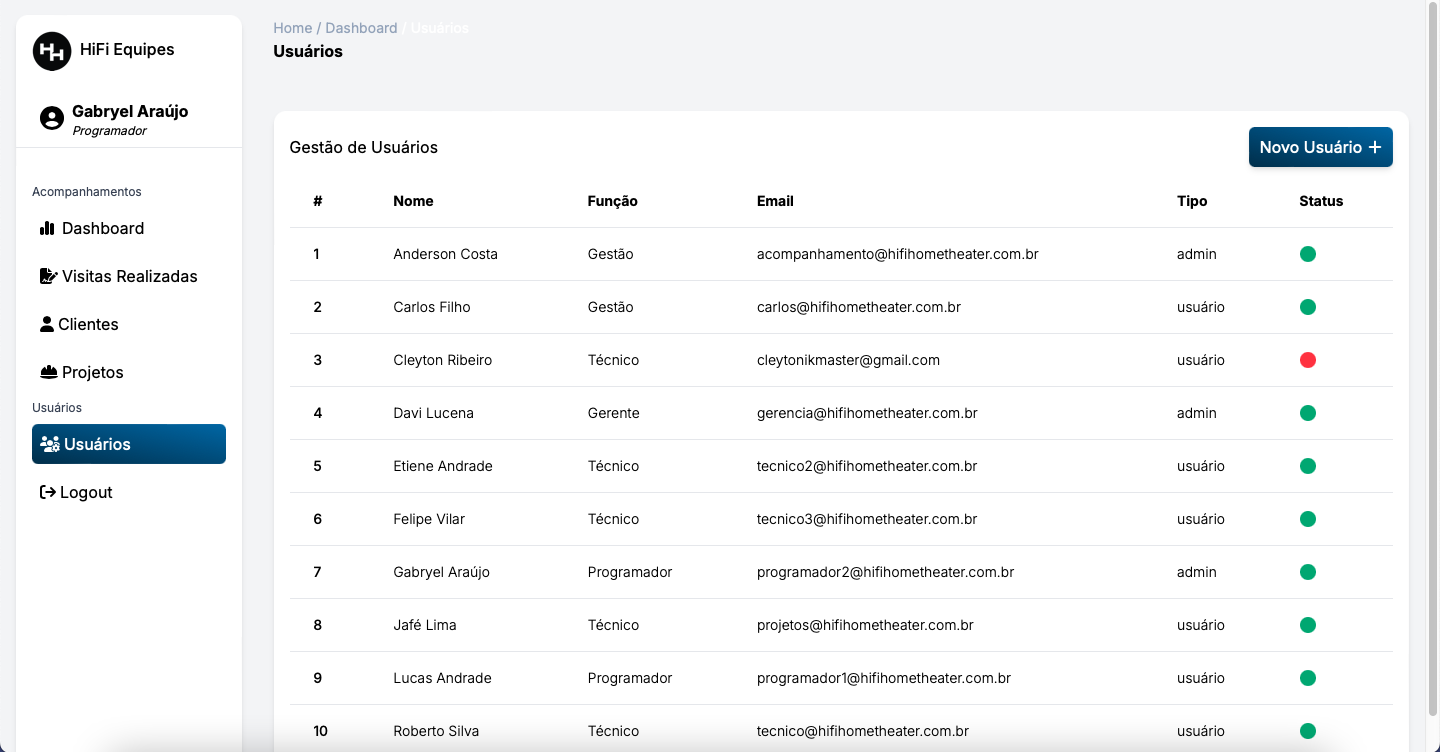 HiFi Equipes
Gabryel Araújo
Programador
Acompanhamentos
Dashboard
Visitas Realizadas
Clientes
Projetos
Usuários
Usuários
Logout
Home / Dashboard / Usuários
Usuários
Gestão de Usuários
Novo Usuário +
# Nome Função Email Tipo Status
1 Anderson Costa Gestão acompanhamento@hifihometheater.com.br admin
2 Carlos Filho Gestão carlos@hifihometheater.com.br usuário
3 Cleyton Ribeiro Técnico cleytonikmaster@gmail.com usuário
4 Davi Lucena Gerente gerencia@hifihometheater.com.br admin
5 Etiene Andrade Técnico tecnico2@hifihometheater.com.br usuário
6 Felipe Vilar Técnico tecnico3@hifihometheater.com.br usuário
7 Gabryel Araújo Programador programador2@hifihometheater.com.br admin
8 Jafé Lima Técnico projetos@hifihometheater.com.br usuário
9 Lucas Andrade Programador programador1@hifihometheater.com.br usuário
10 Roberto Silva Técnico tecnico@hifihometheater.com.br usuário